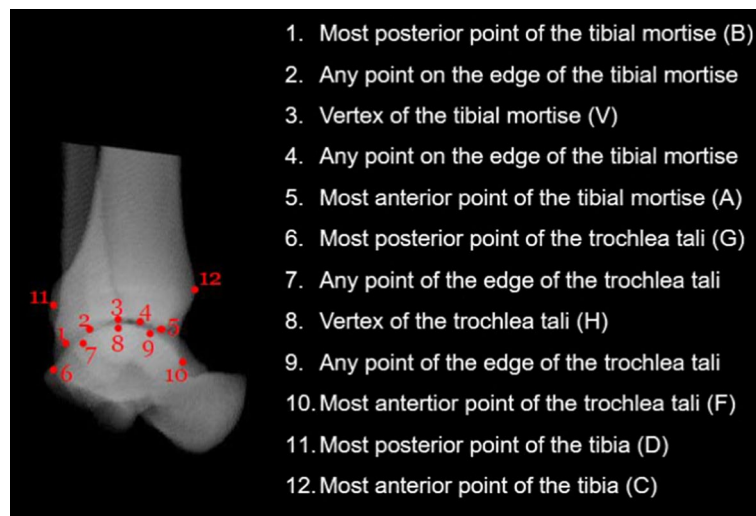 1. Most posterior point of the tibial mortise (B)
2. Any point on the edge of the tibial mortise
3. Vertex of the tibial mortise (V)
4. Any point on the edge of the tibial mortise
5. Most anterior point of the tibial mortise (A)
6. Most posterior point of the trochlea tali (G)
7. Any point of the edge of the trochlea tali
8. Vertex of the trochlea tali (H)
9. Any point of the edge of the trochlea tali
10. Most antertior point of the trochlea tali (F)
11. Most posterior point of the tibia (D)
12. Most anterior point of the tibia (C)
12
11
3
4
2
5
1
7
8
9
6
10